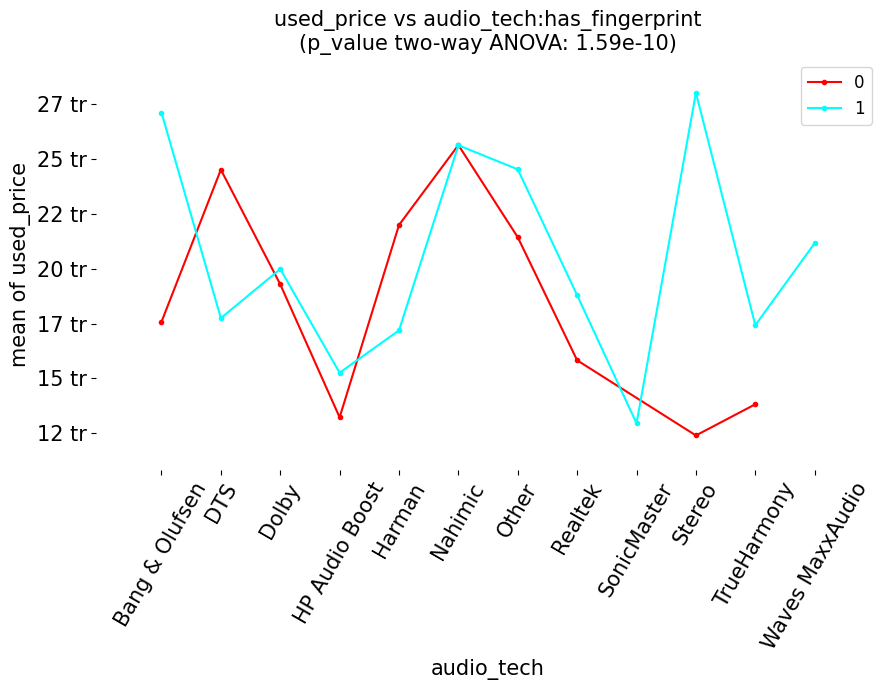 used_price vs audio_tech:has_fingerprint
(p_value two-way ANOVA: 1.59e-10)
0
1
mean of used_price
27 tr
25 tr
22 tr
20 tr
17 tr
15 tr
12 tr
Bang & Olufsen
DTS
Dolby
HP Audio Boost
Harman
Nahimic
Other
Realtek
SonicMaster
Stereo
TrueHarmony
Waves MaxxAudio
audio_tech